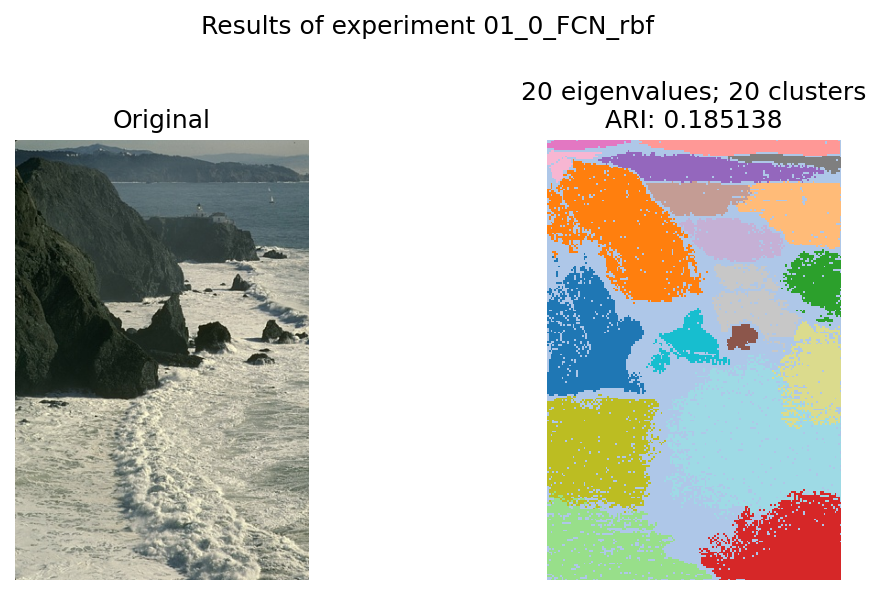 Results of experiment 01_0_FCN_rbf
Original
20 eigenvalues; 20 clusters
ARI: 0.185138